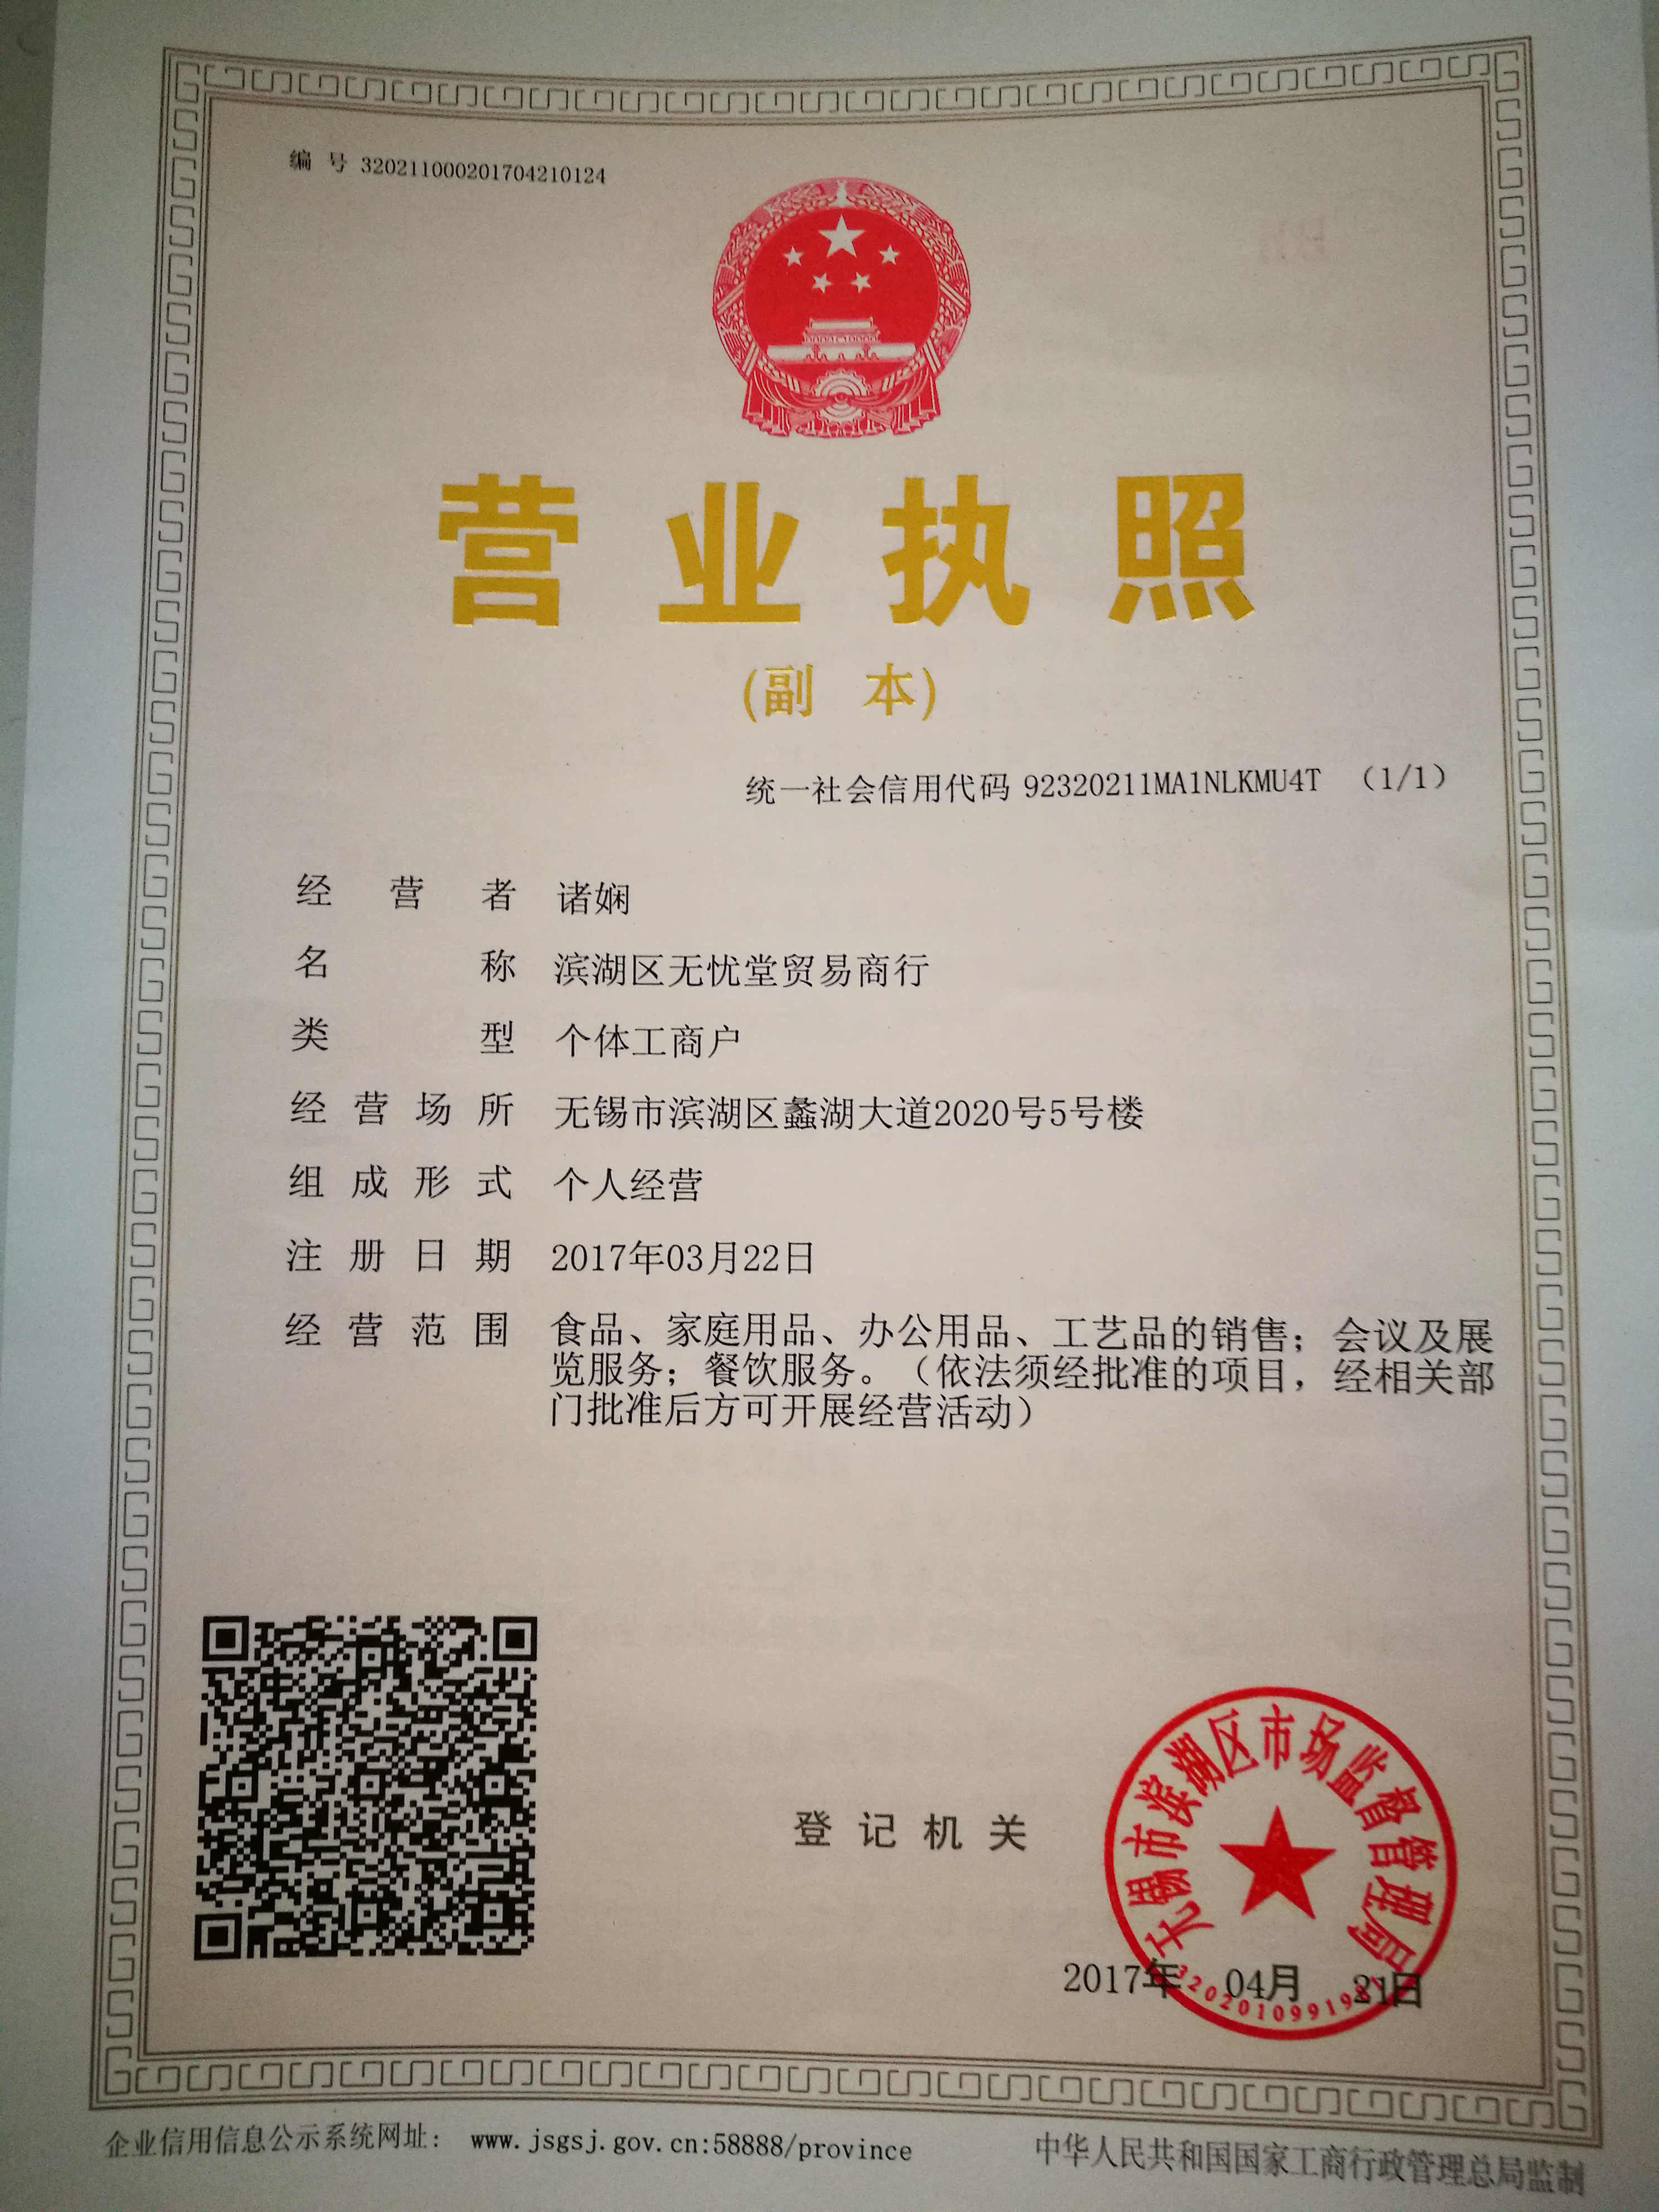 编 号 320211000201704210124
营业执照
(副 本)
统一社会信用代码 92320211MA1NLKMU4T （1/1）
经营者 诸娴
名称 滨湖区无忧堂贸易商行
类型 个体工商户
经营场所 无锡市滨湖区蠡湖大道2020号5号楼
组成形式 个人经营
注册日期 2017年03月22日
经营范围 食品、家庭用品、办公用品、工艺品的销售；会议及展
览服务；餐饮服务。（依法须经批准的项目，经相关部
门批准后方可开展经营活动）
无锡市滨湖区市场监督管理局
登记机关
2017年 04月 21日
企业信用信息公示系统网址： www.jsgsj.gov.cn:58888/province
中华人民共和国国家工商行政管理总局监制